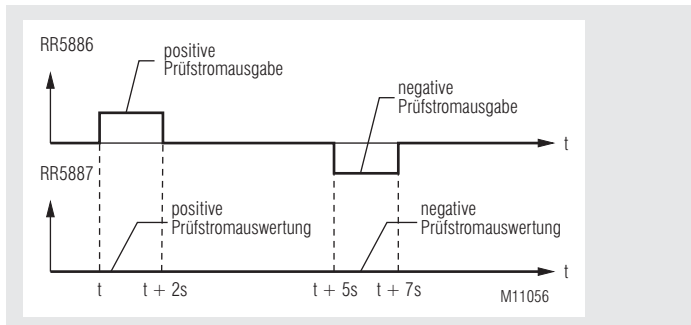 RR5886
positive
Prüfstromausgabe
negative
Prüfstromausgabe
t
RR5887
positive
Prüfstromauswertung
negative
Prüfstromauswertung
t
t
t + 2s
t + 5s
t + 7s
M11056